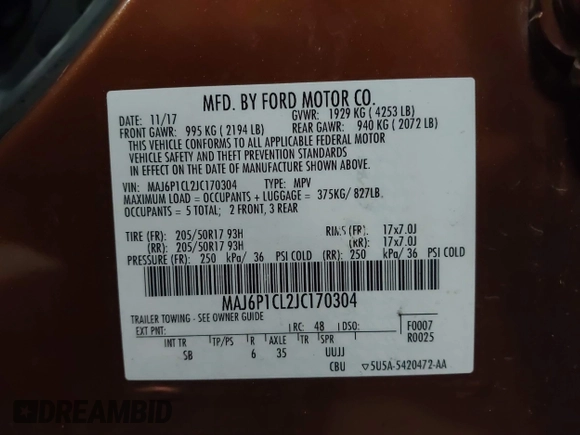 MFD. BY FORD MOTOR CO.
DATE: 11/17 GVWR: 1929 KG ( 4253 LB)
FRONT GAWR: 995 KG ( 2194 LB) REAR GAWR: 940 KG ( 2072 LB)
THIS VEHICLE CONFORMS TO ALL APPLICABLE FEDERAL MOTOR
VEHICLE SAFETY AND THEFT PREVENTION STANDARDS
IN EFFECT ON THE DATE OF MANUFACTURE SHOWN ABOVE.
VIN: MAJ6P1CL2JC170304 TYPE: MPV
MAXIMUM LOAD = OCCUPANTS + LUGGAGE = 375KG/ 827LB.
OCCUPANTS = 5 TOTAL; 2 FRONT, 3 REAR
TIRE (FR): 205/50R17 93H RIMS (FR): 17x7.0J
(RR): 205/50R17 93H (RR): 17x7.0J
PRESSURE (FR): 250 kPa/ 36 PSI COLD (RR): 250 kPa/ 36 PSI COLD
MAJ6P1CL2JC170304
TRAILER TOWING - SEE OWNER GUIDE
EXT PNT: RC: 48 DSO: F0007
R0025
INT TR TP/PS R AXLE TR SPR
SB 6 35 UUJJ
CBU ▽5U5A-5420472-AA
DREAMBID